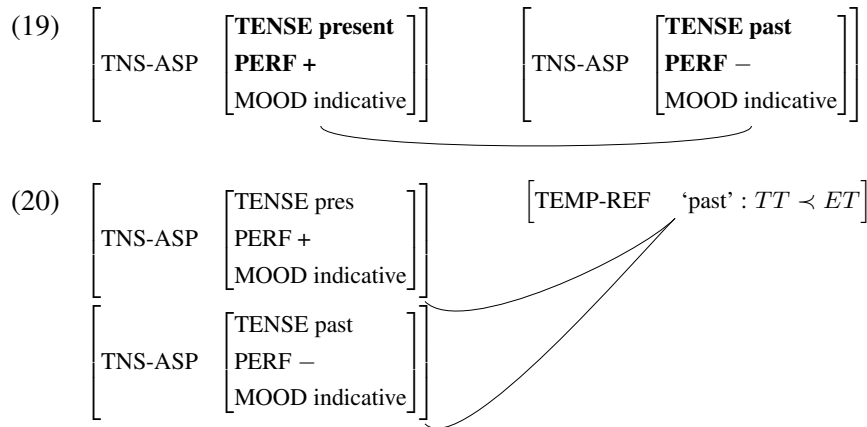 (19) [TNS-ASP [TENSE present PERF + MOOD indicative]] [TNS-ASP [TENSE past PERF − MOOD indicative]]
(20) [TNS-ASP [TENSE pres PERF + MOOD indicative]] [TEMP-REF 'past' : TT ≺ ET]
[TNS-ASP [TENSE past PERF − MOOD indicative]]